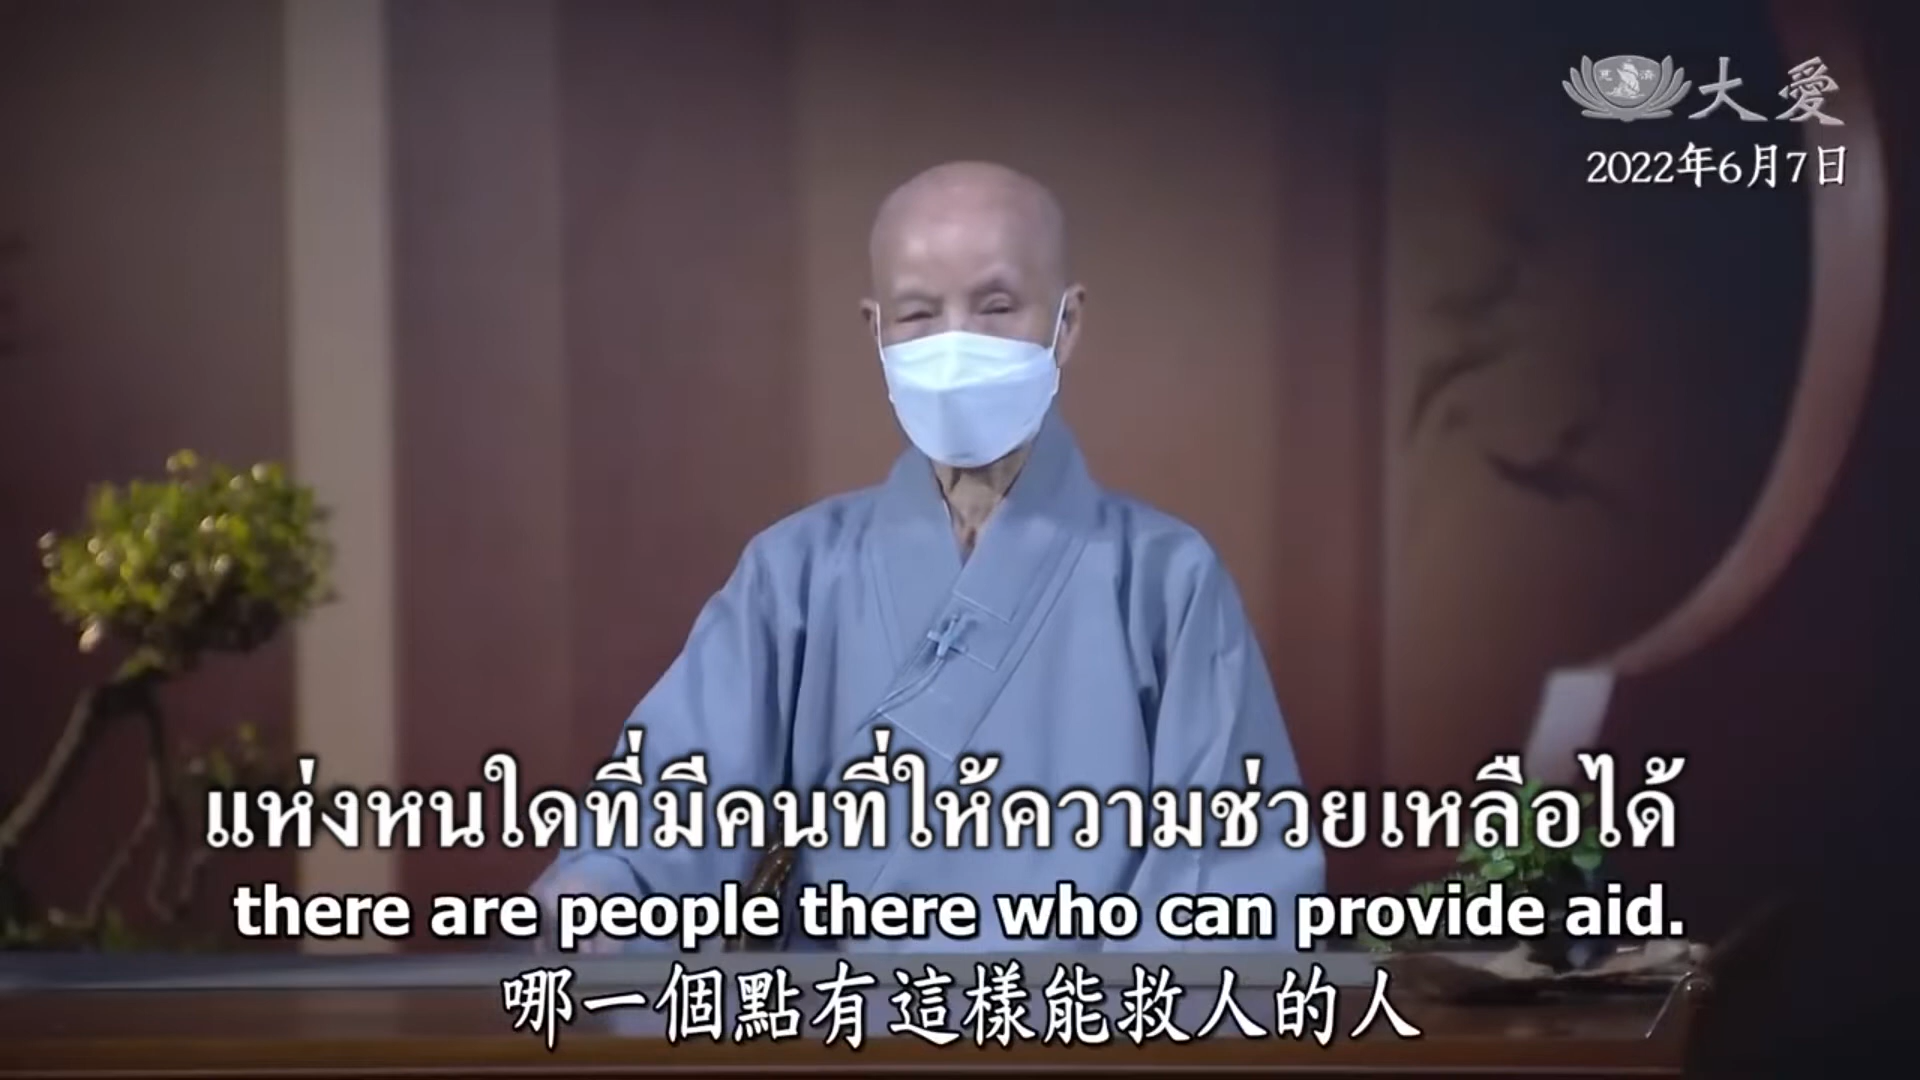 慈濟
大愛
2022年6月7日
แห่งหนใดที่มีคนที่ให้ความช่วยเหลือได้
there are people there who can provide aid.
哪一個點有這樣能救人的人